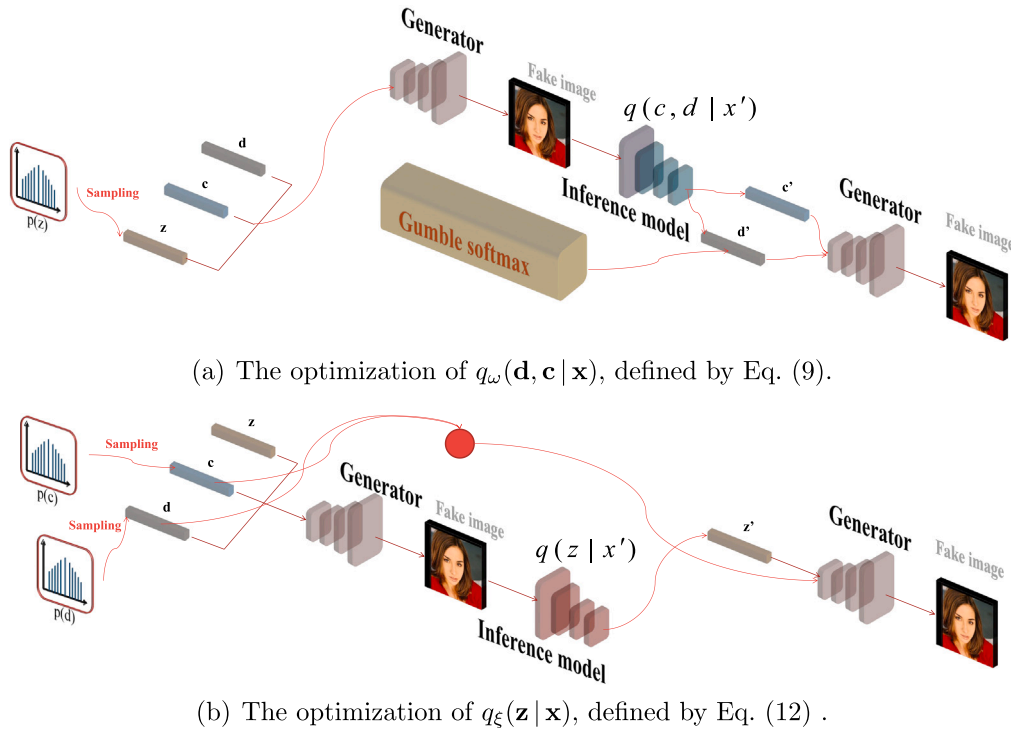 Generator
Fake image
q(c, d | x′)
d
p(z)
Sampling
c
z
Gumble softmax
Inference model
c'
d'
Generator
Fake image
(a) The optimization of q_ω(d, c | x), defined by Eq. (9).
p(c)
Sampling
z
c
d
p(d)
Sampling
Generator
Fake image
q(z | x′)
Inference model
z'
Generator
Fake image
(b) The optimization of q_ξ(z | x), defined by Eq. (12) .